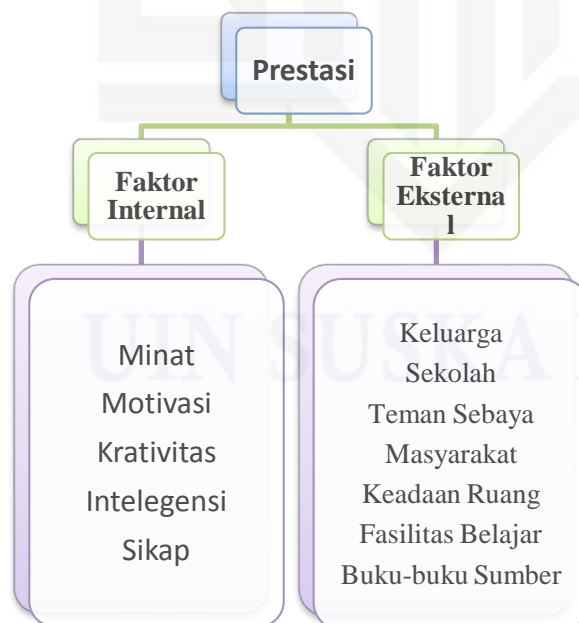 Prestasi
Faktor
Internal
Faktor
Eksterna
l
Minat
Motivasi
Krativitas
Intelegensi
Sikap
Keluarga
Sekolah
Teman Sebaya
Masyarakat
Keadaan Ruang
Fasilitas Belajar
Buku-buku Sumber
UIN SUSKA